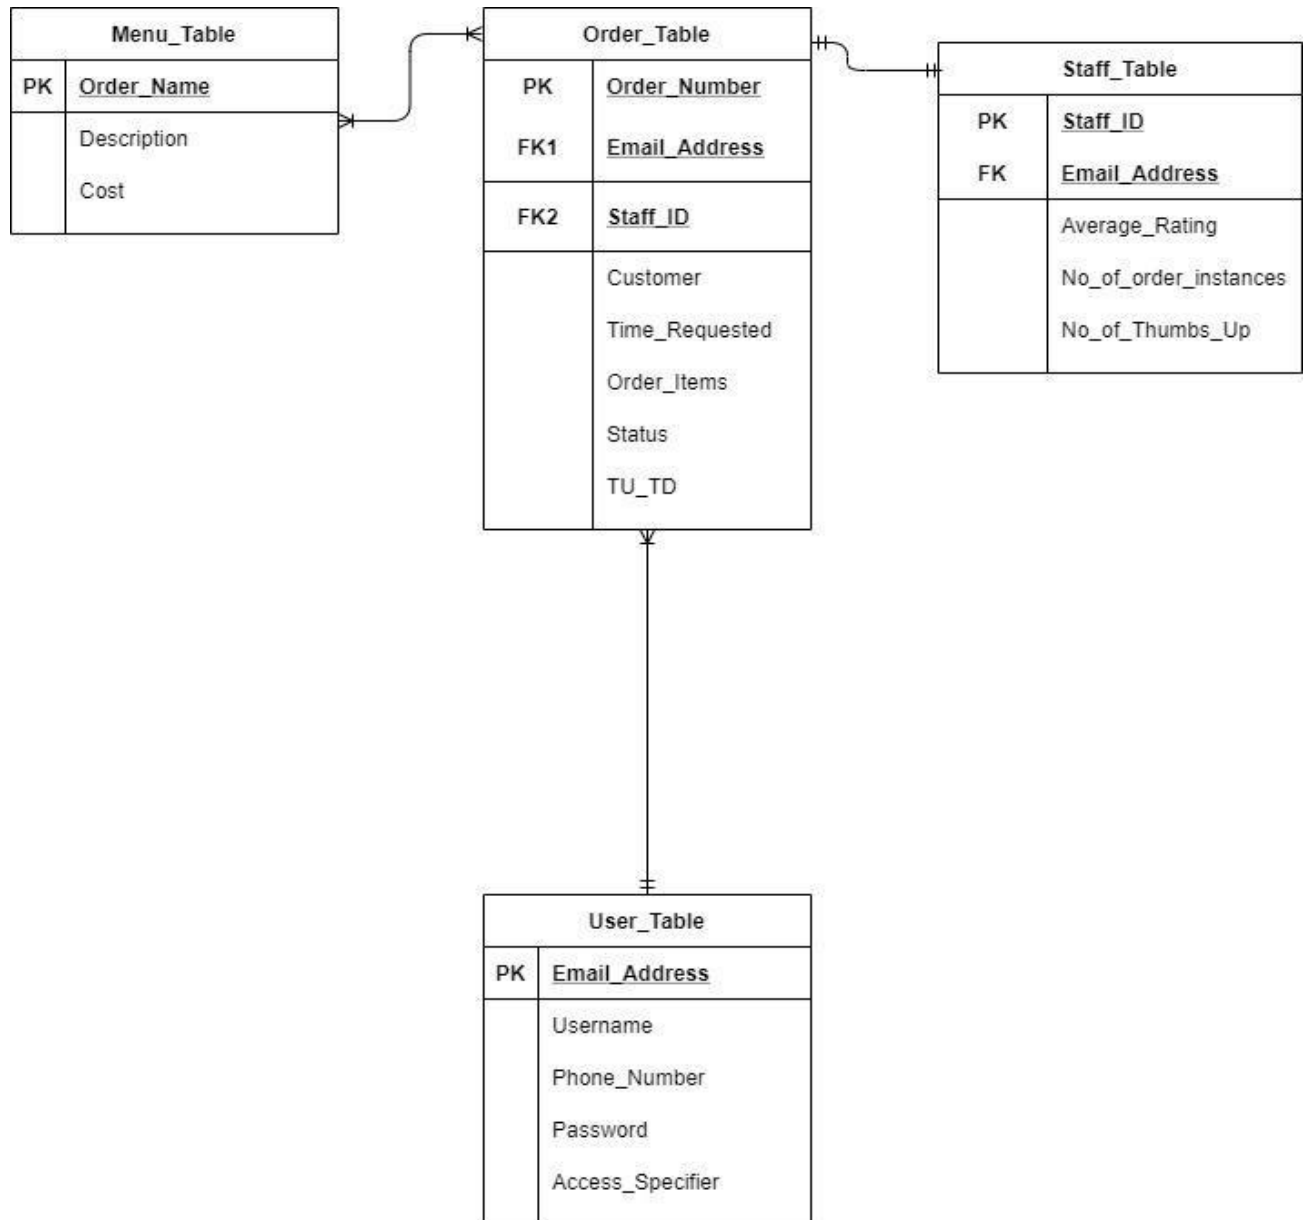 Menu_Table
PK Order_Name
Description
Cost
Order_Table
PK Order_Number
FK1 Email_Address
FK2 Staff_ID
Customer
Time_Requested
Order_Items
Status
TU_TD
Staff_Table
PK Staff_ID
FK Email_Address
Average_Rating
No_of_order_instances
No_of_Thumbs_Up
User_Table
PK Email_Address
Username
Phone_Number
Password
Access_Specifier